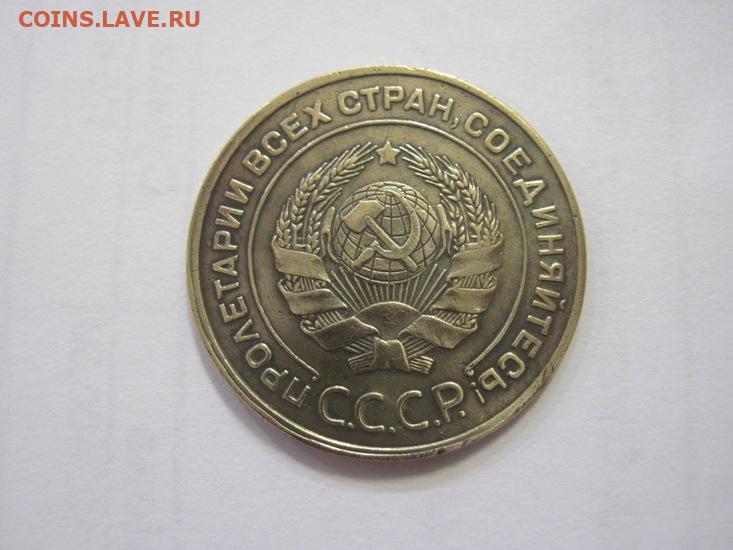 COINS.LAVE.RU
ПРОЛЕТАРИИ ВСЕХ СТРАН, СОЕДИНЯЙТЕСЬ!
С.С.С.Р.